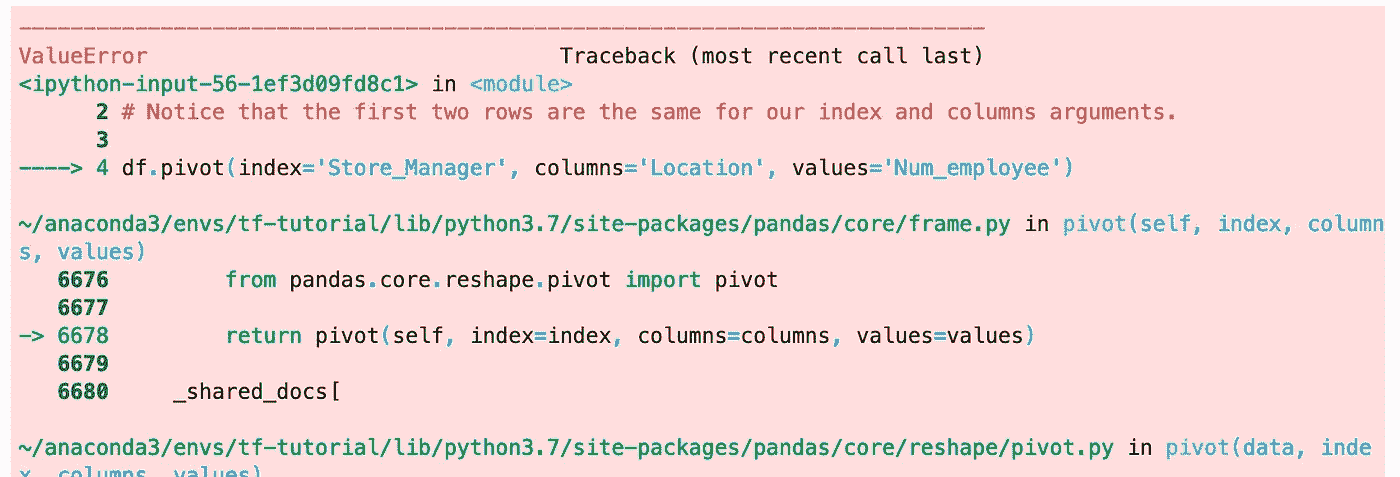 ---------------------------------------------------------------------------
ValueError                                Traceback (most recent call last)
<ipython-input-56-1ef3d09fd8c1> in <module>
      2 # Notice that the first two rows are the same for our index and columns arguments.
      3
----> 4 df.pivot(index='Store_Manager', columns='Location', values='Num_employee')
~/anaconda3/envs/tf-tutorial/lib/python3.7/site-packages/pandas/core/frame.py in pivot(self, index, column
s, values)
   6676         from pandas.core.reshape.pivot import pivot
   6677
-> 6678         return pivot(self, index=index, columns=columns, values=values)
   6679
   6680     _shared_docs[
~/anaconda3/envs/tf-tutorial/lib/python3.7/site-packages/pandas/core/reshape/pivot.py in pivot(data, inde
x, columns, values)